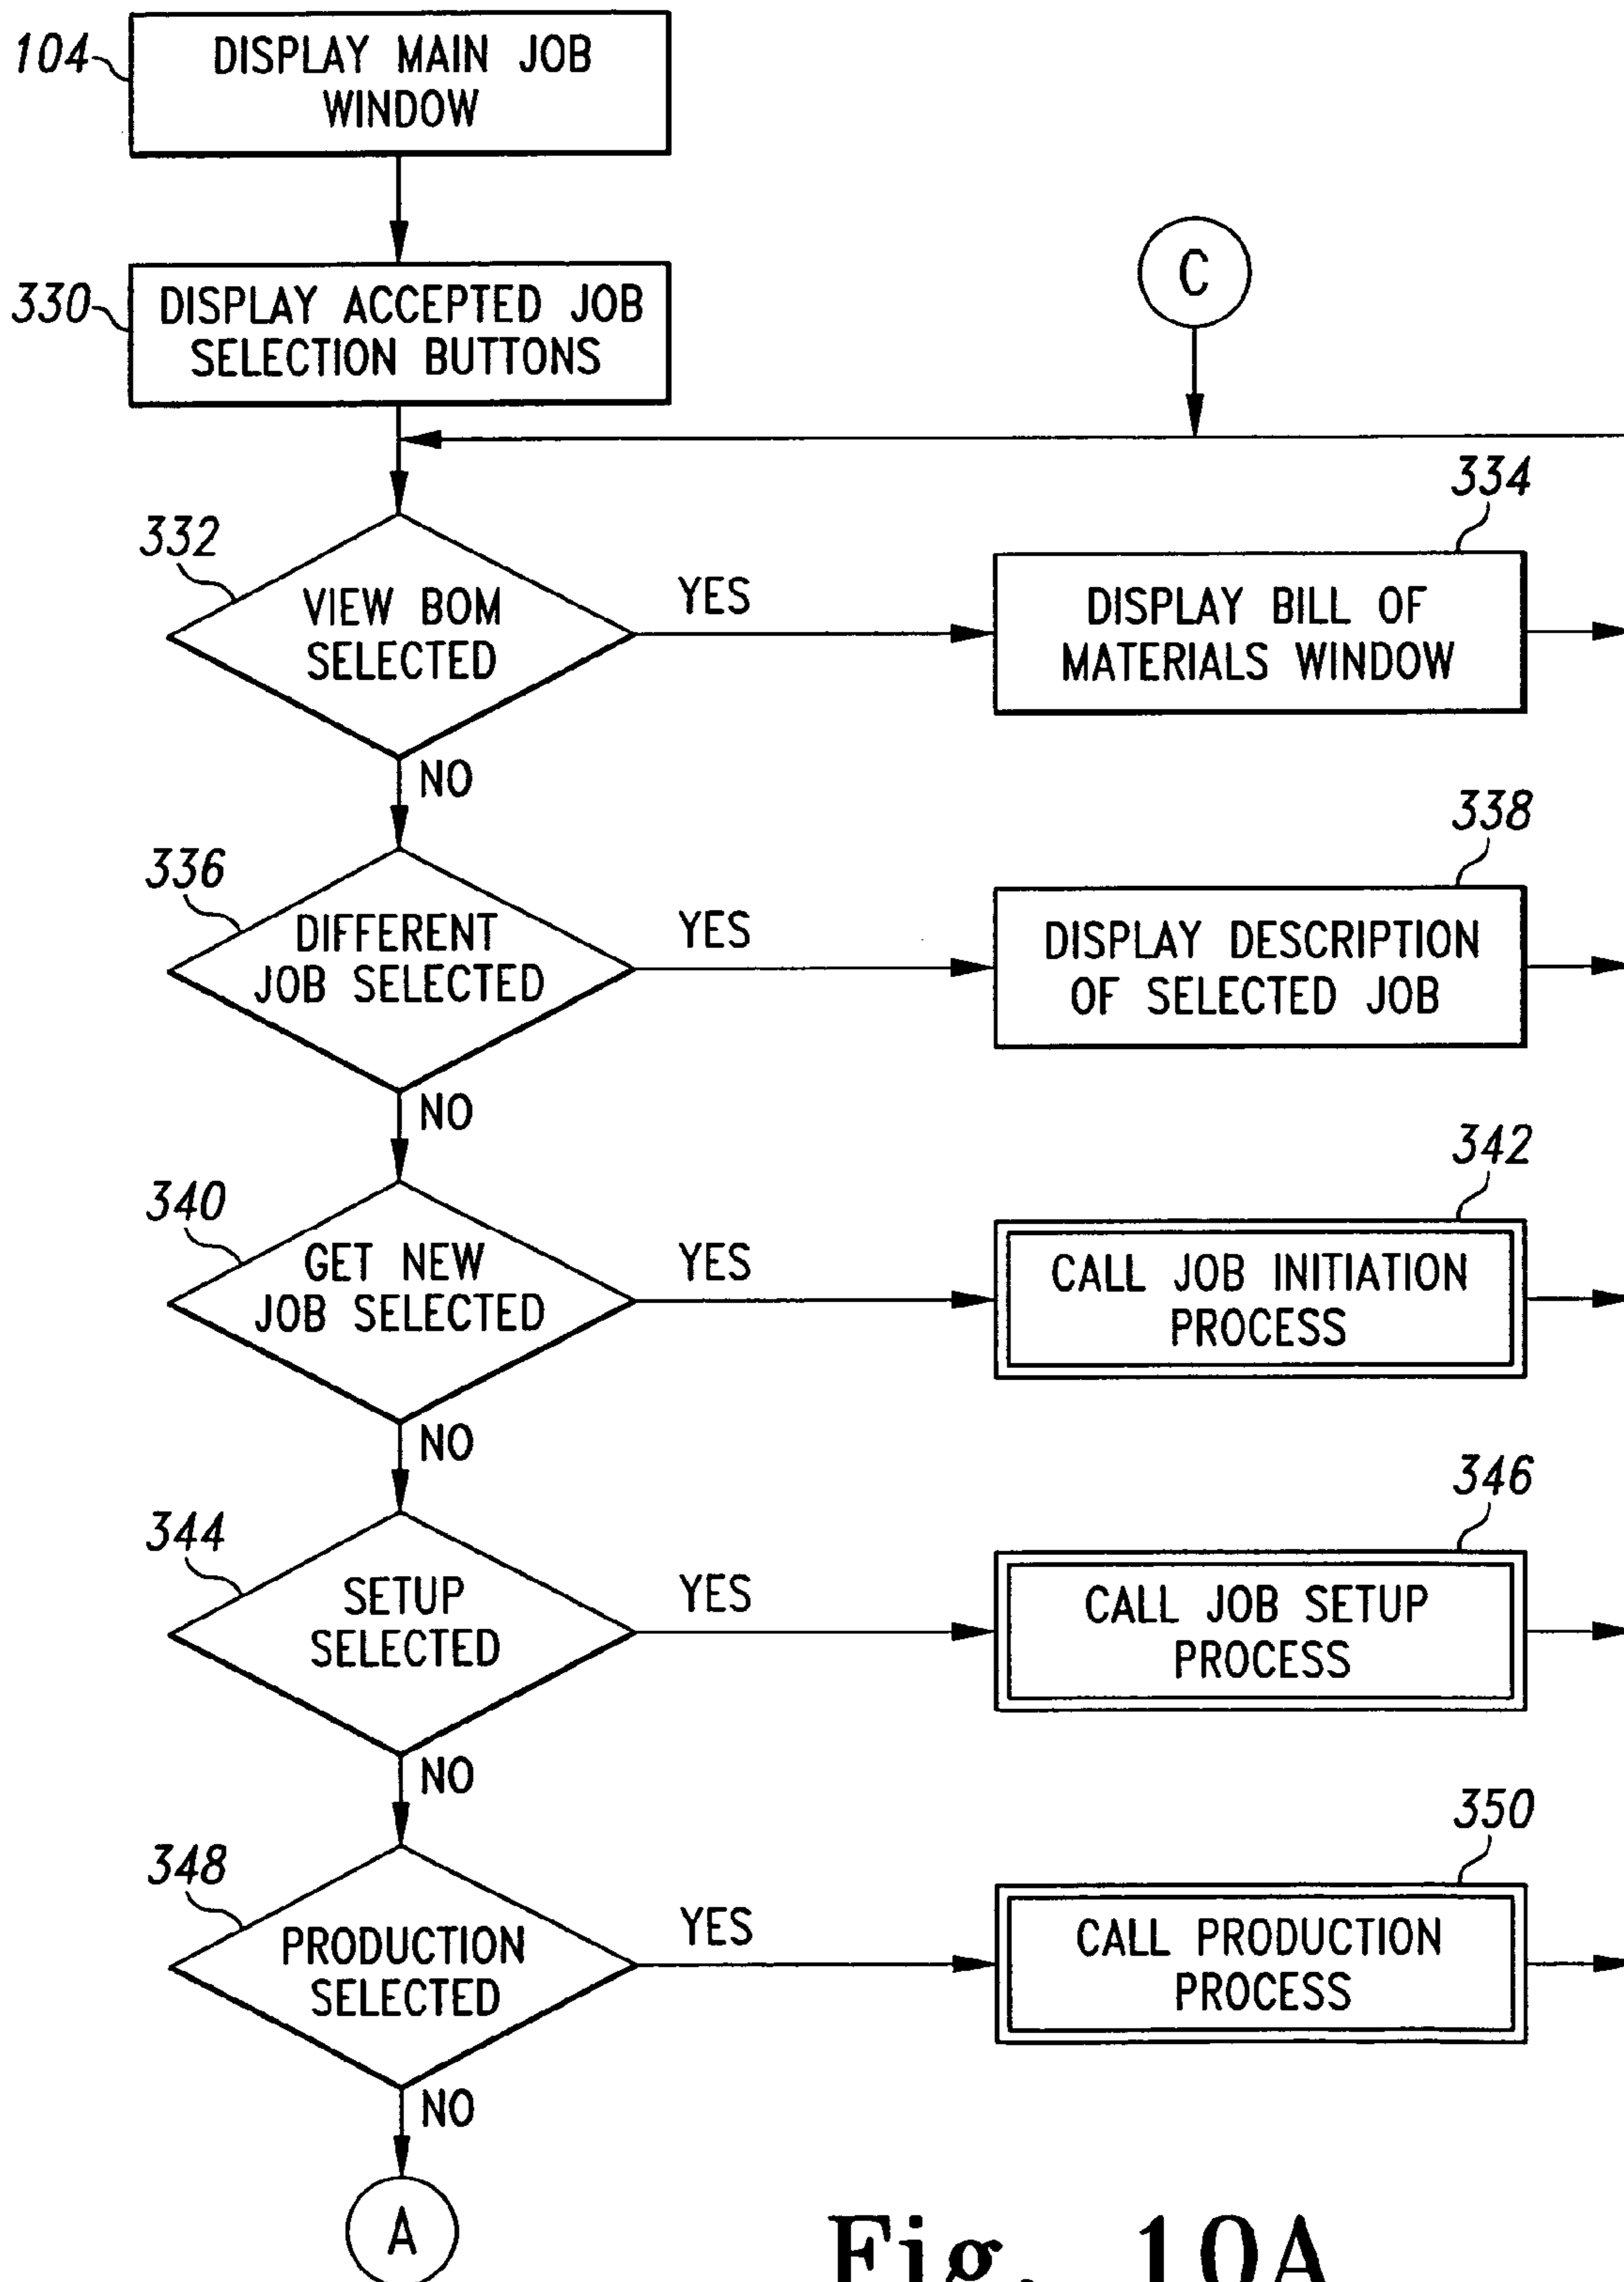 104
DISPLAY MAIN JOB
WINDOW
330
DISPLAY ACCEPTED JOB
SELECTION BUTTONS
C
332
VIEW BOM
SELECTED
YES
334
DISPLAY BILL OF
MATERIALS WINDOW
NO
336
DIFFERENT
JOB SELECTED
YES
338
DISPLAY DESCRIPTION
OF SELECTED JOB
NO
340
GET NEW
JOB SELECTED
YES
342
CALL JOB INITIATION
PROCESS
NO
344
SETUP
SELECTED
YES
346
CALL JOB SETUP
PROCESS
NO
348
PRODUCTION
SELECTED
YES
350
CALL PRODUCTION
PROCESS
NO
A
Fig. 10A